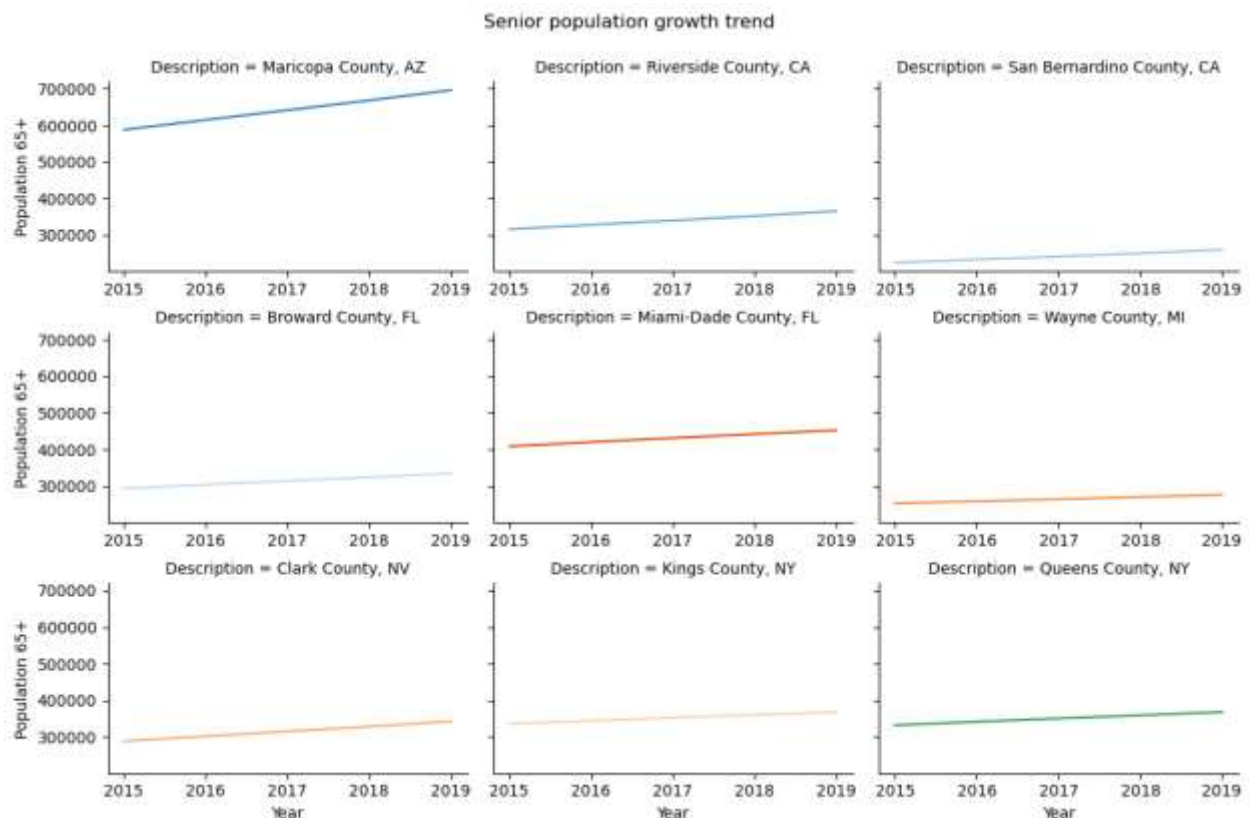 Senior population growth trend
Description = Maricopa County, AZ
Description = Riverside County, CA
Description = San Bernardino County, CA
Population 65+
700000
600000
500000
400000
300000
2015 2016 2017 2018 2019
2015 2016 2017 2018 2019
2015 2016 2017 2018 2019
Description = Broward County, FL
Description = Miami-Dade County, FL
Description = Wayne County, MI
Population 65+
700000
600000
500000
400000
300000
2015 2016 2017 2018 2019
2015 2016 2017 2018 2019
2015 2016 2017 2018 2019
Description = Clark County, NV
Description = Kings County, NY
Description = Queens County, NY
Population 65+
700000
600000
500000
400000
300000
2015 2016 2017 2018 2019
2015 2016 2017 2018 2019
2015 2016 2017 2018 2019
Year
Year
Year